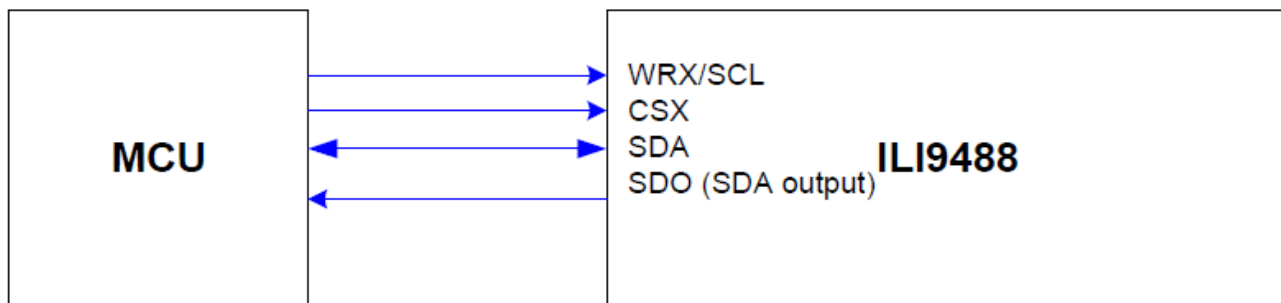 MCU
WRX/SCL
CSX
SDA
SDO (SDA output)
ILI9488